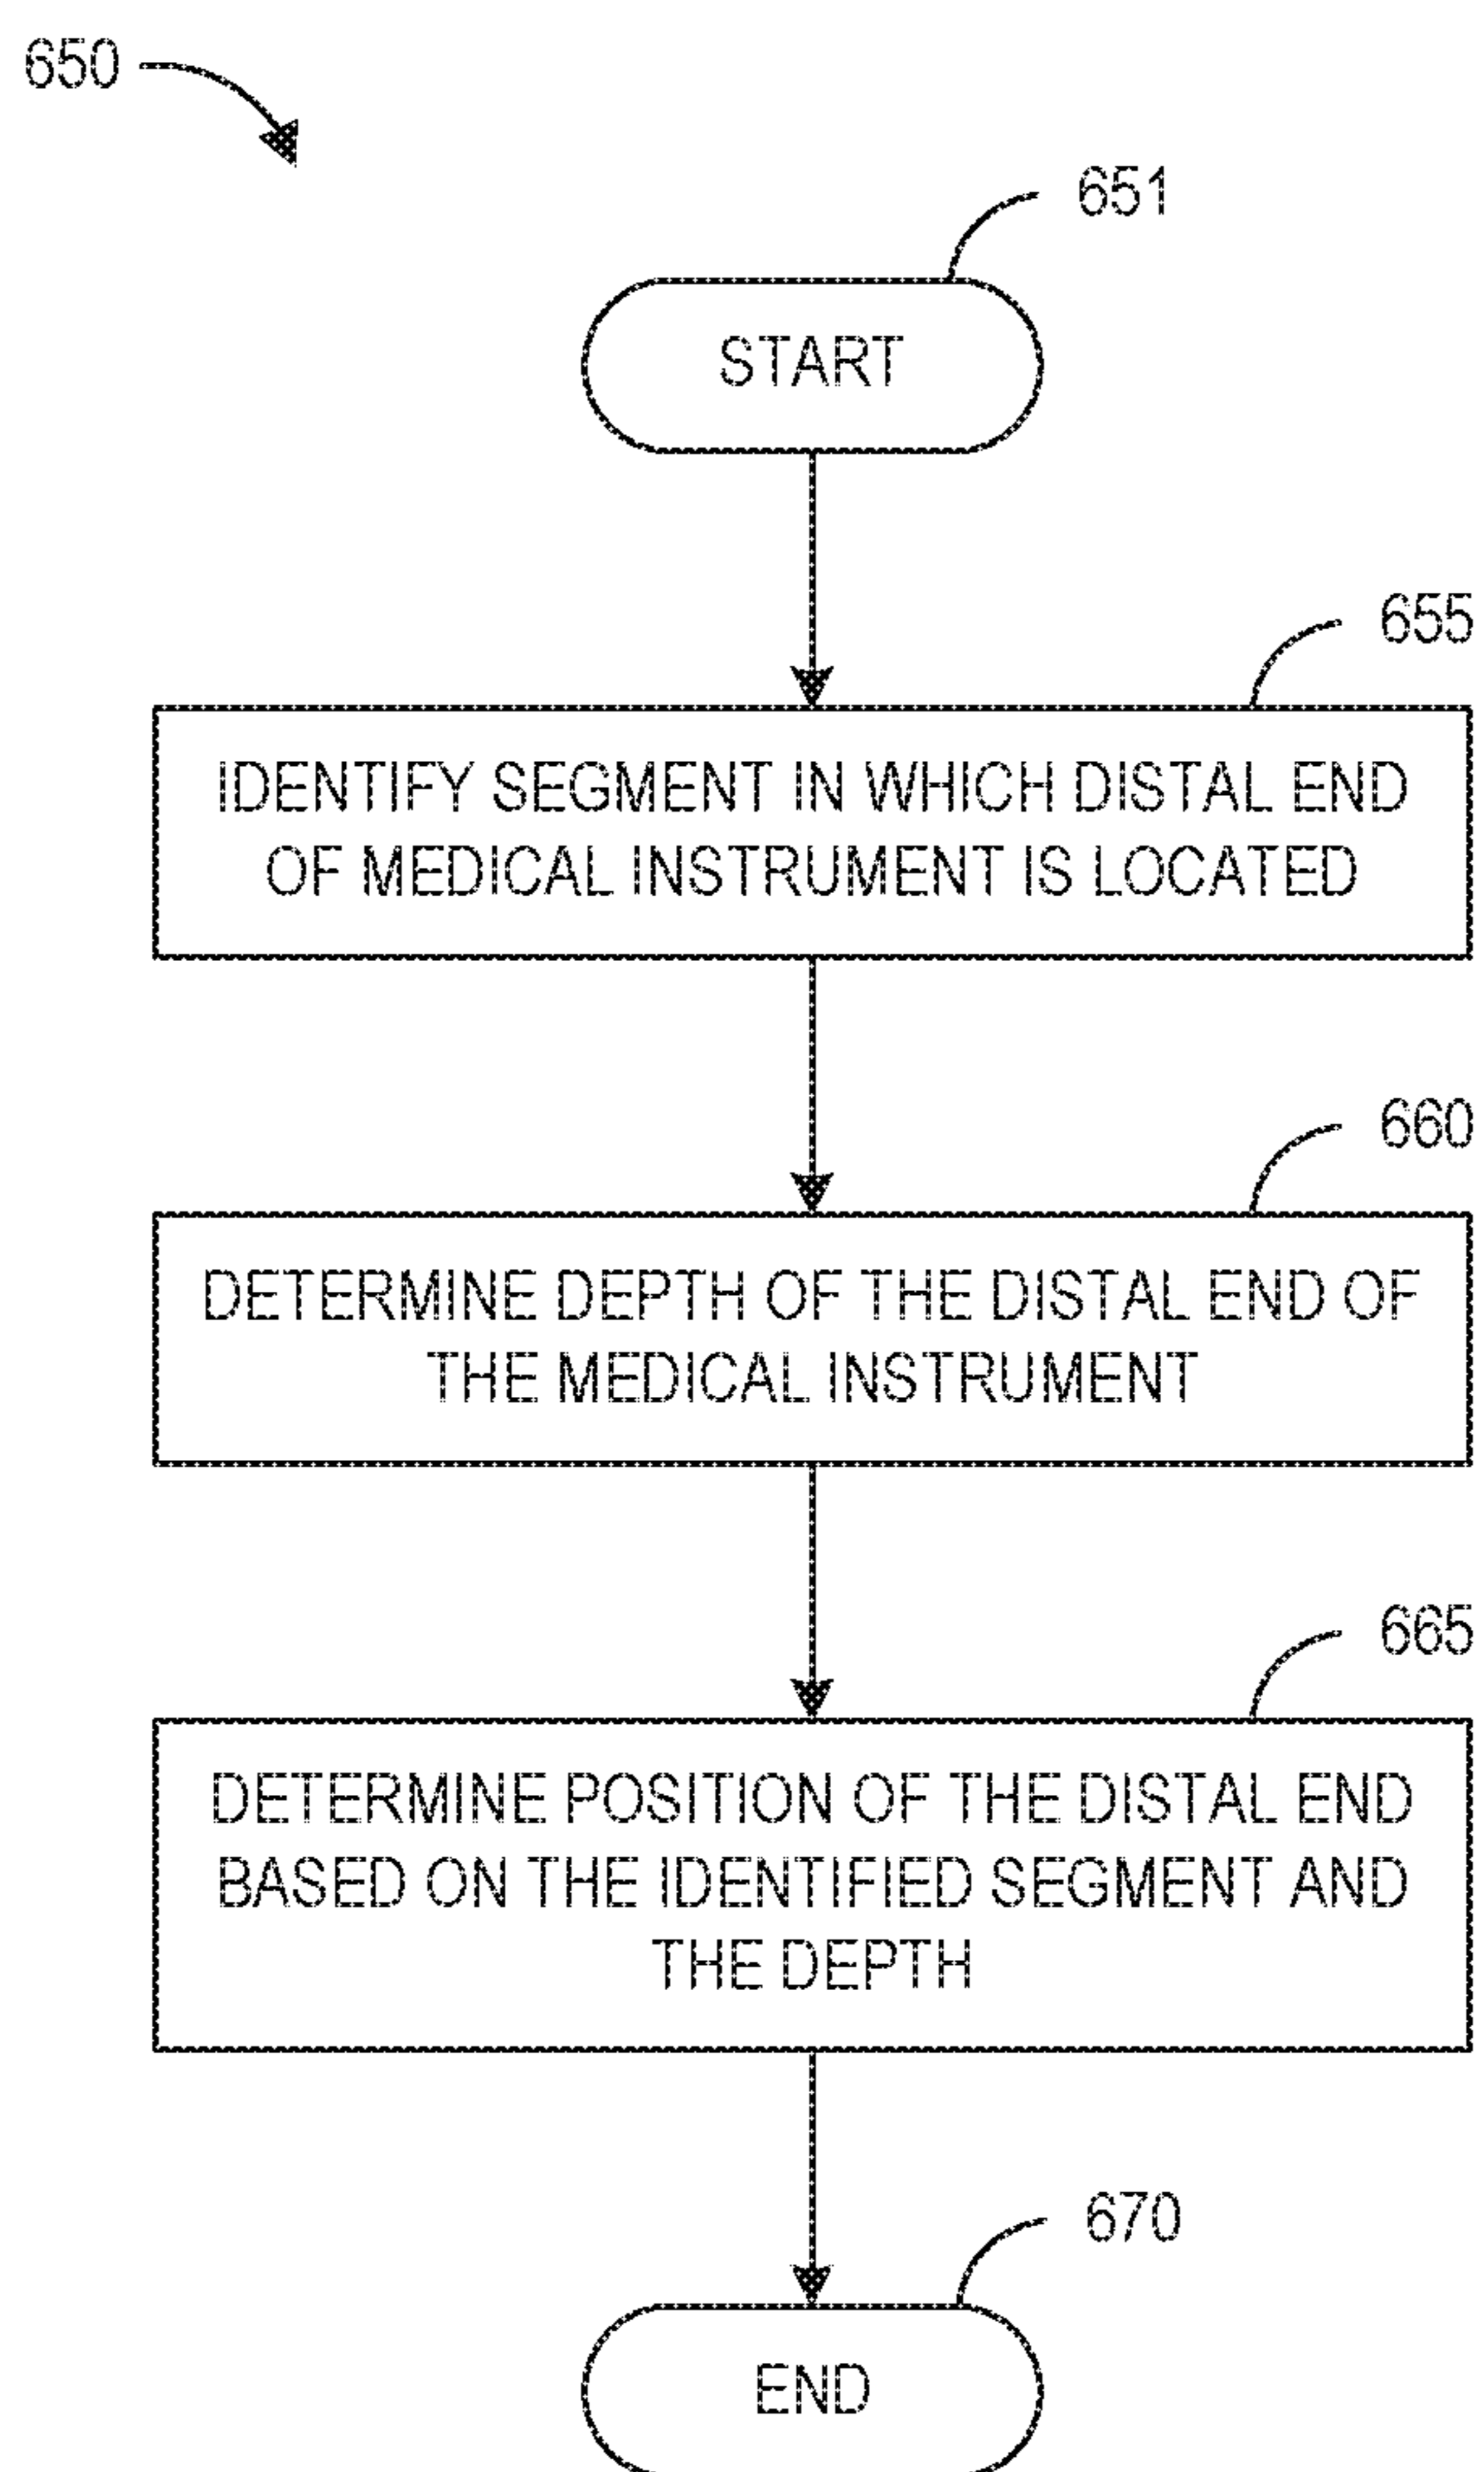 650
651
START
655
IDENTIFY SEGMENT IN WHICH DISTAL END
OF MEDICAL INSTRUMENT IS LOCATED
660
DETERMINE DEPTH OF THE DISTAL END OF
THE MEDICAL INSTRUMENT
665
DETERMINE POSITION OF THE DISTAL END
BASED ON THE IDENTIFIED SEGMENT AND
THE DEPTH
670
END